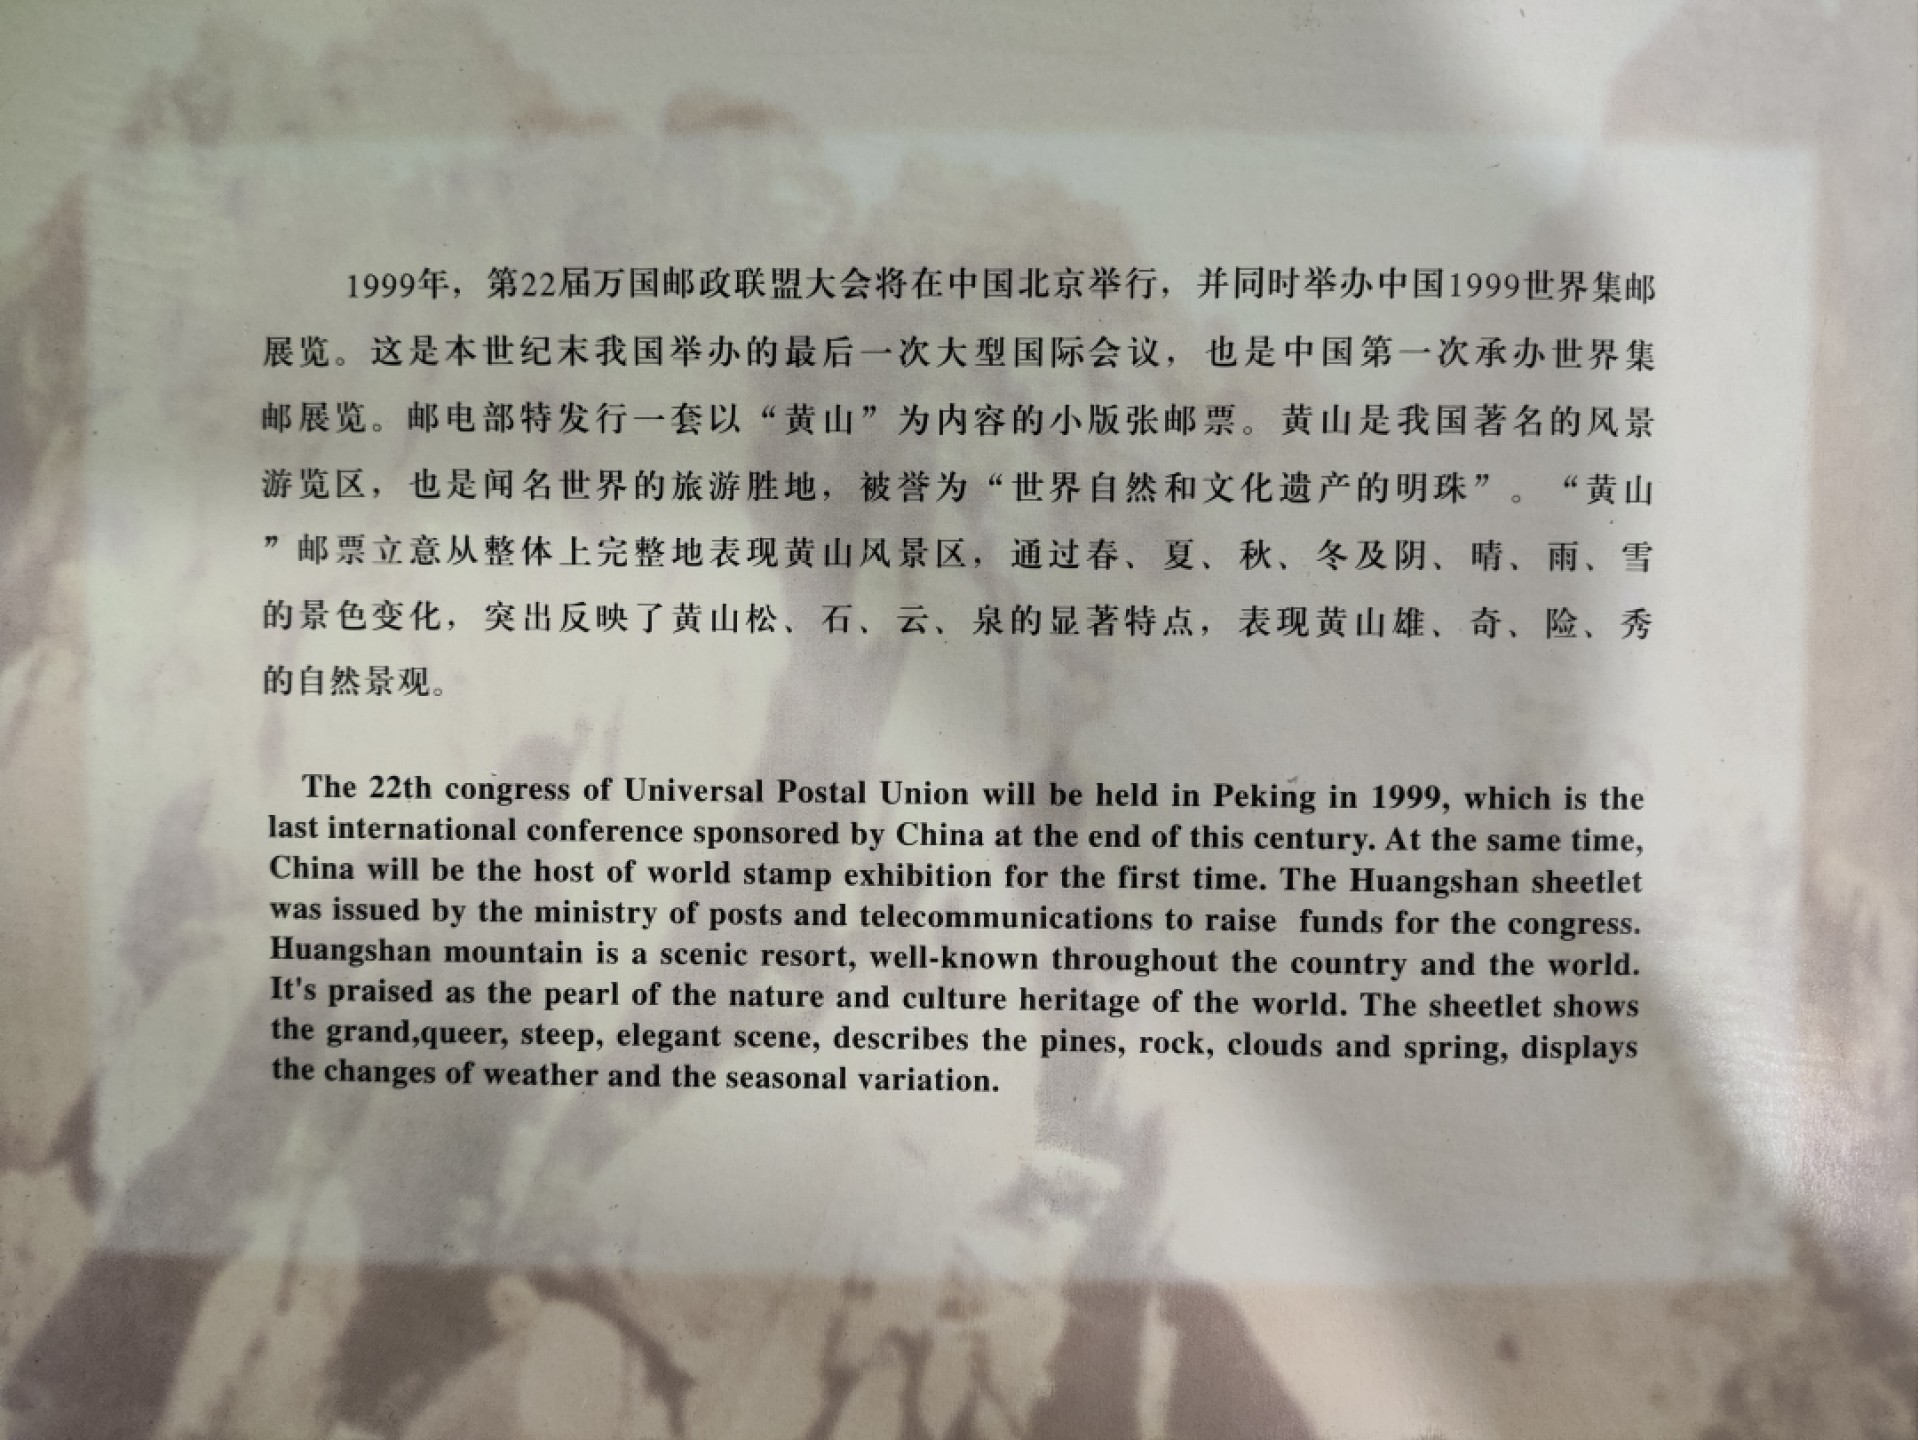 1999年，第22届万国邮政联盟大会将在中国北京举行，并同时举办中国1999世界集邮
展览。这是本世纪末我国举办的最后一次大型国际会议，也是中国第一次承办世界集
邮展览。邮电部特发行一套以“黄山”为内容的小版张邮票。黄山是我国著名的风景
游览区，也是闻名世界的旅游胜地，被誉为“世界自然和文化遗产的明珠”。“黄山
”邮票立意从整体上完整地表现黄山风景区，通过春、夏、秋、冬及阴、晴、雨、雪
的景色变化，突出反映了黄山松、石、云、泉的显著特点，表现黄山雄、奇、险、秀
的自然景观。
The 22th congress of Universal Postal Union will be held in Peking in 1999, which is the
last international conference sponsored by China at the end of this century. At the same time,
China will be the host of world stamp exhibition for the first time. The Huangshan sheetlet
was issued by the ministry of posts and telecommunications to raise funds for the congress.
Huangshan mountain is a scenic resort, well-known throughout the country and the world.
It's praised as the pearl of the nature and culture heritage of the world. The sheetlet shows
the grand,queer, steep, elegant scene, describes the pines, rock, clouds and spring, displays
the changes of weather and the seasonal variation.